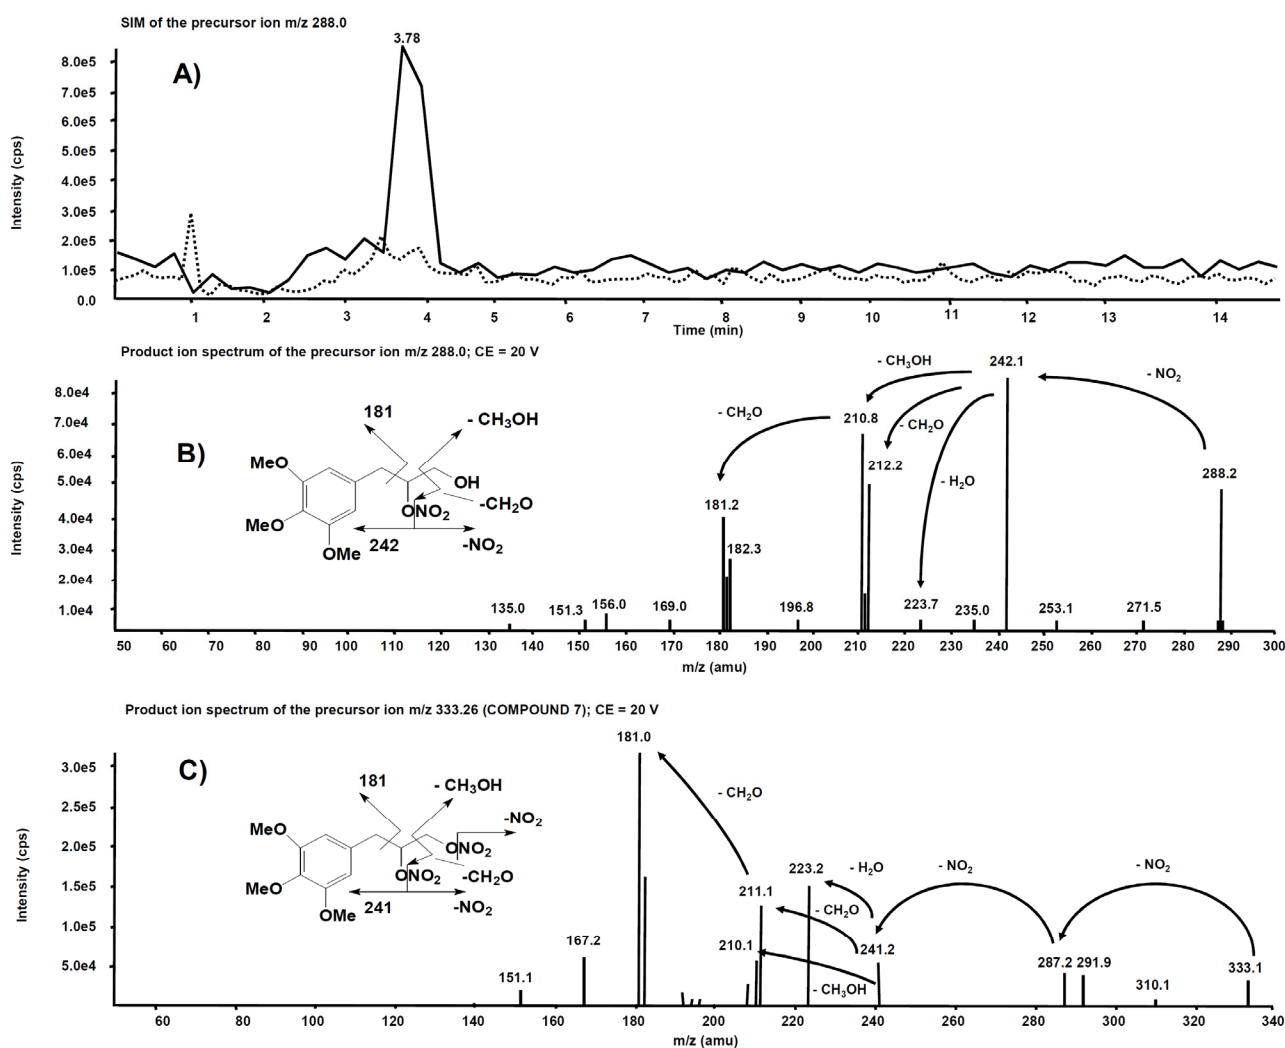 SIM of the precursor ion m/z 288.0
A)
3.78
Intensity (cps)
8.0e5
7.0e5
6.0e5
5.0e5
4.0e5
3.0e5
2.0e5
1.0e5
0.0
1 2 3 4 5 6 7 8 9 10 11 12 13 14
Time (min)
Product ion spectrum of the precursor ion m/z 288.0; CE = 20 V
B)
Intensity (cps)
8.0e4
7.0e4
6.0e4
5.0e4
4.0e4
3.0e4
2.0e4
1.0e4
181
- CH3OH
MeO
MeO
OMe
OH
ONO2
-CH2O
242
-NO2
- CH2O
- CH3OH
- CH2O
- H2O
- NO2
135.0
151.3
156.0
169.0
181.2
182.3
196.8
210.8
212.2
223.7
235.0
242.1
253.1
271.5
288.2
50 60 70 80 90 100 110 120 130 140 150 160 170 180 190 200 210 220 230 240 250 260 270 280 290 300
m/z (amu)
Product ion spectrum of the precursor ion m/z 333.26 (COMPOUND 7); CE = 20 V
C)
Intensity (cps)
3.0e5
2.5e5
2.0e5
1.5e5
1.0e5
5.0e4
181
- CH3OH
-NO2
MeO
MeO
OMe
ONO2
ONO2
-CH2O
241
-NO2
- CH2O
- H2O
- CH2O
- CH3OH
- NO2
- NO2
151.1
167.2
181.0
210.1
211.1
223.2
241.2
287.2
291.9
310.1
333.1
60 80 100 120 140 160 180 200 220 240 260 280 300 320 340
m/z (amu)